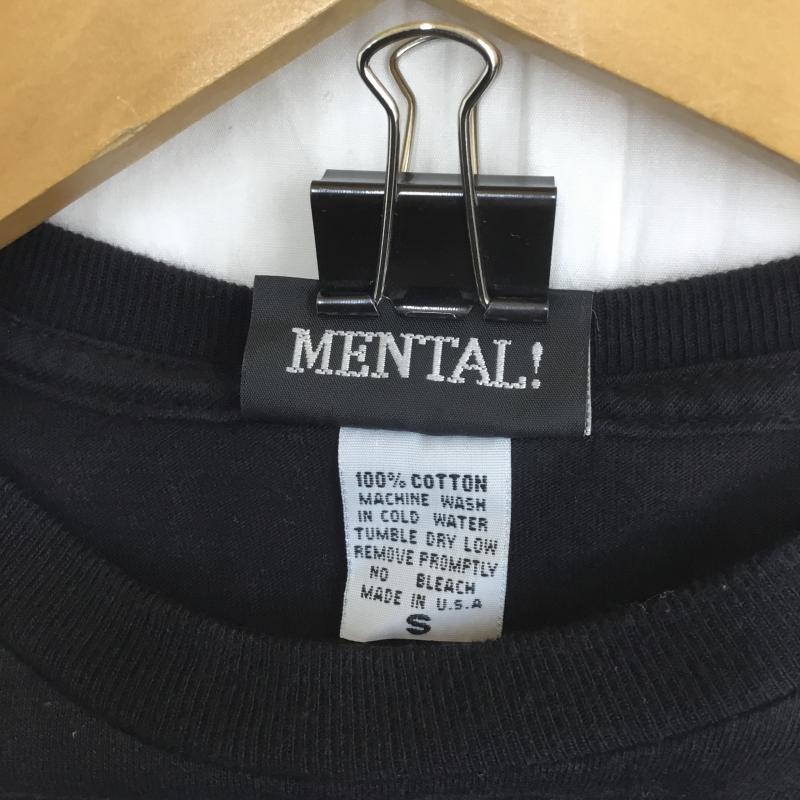 MENTAL!
100% COTTON
MACHINE WASH
IN COLD WATER
TUMBLE DRY LOW
REMOVE PROMPTLY
NO BLEACH
MADE IN U.S.A
S